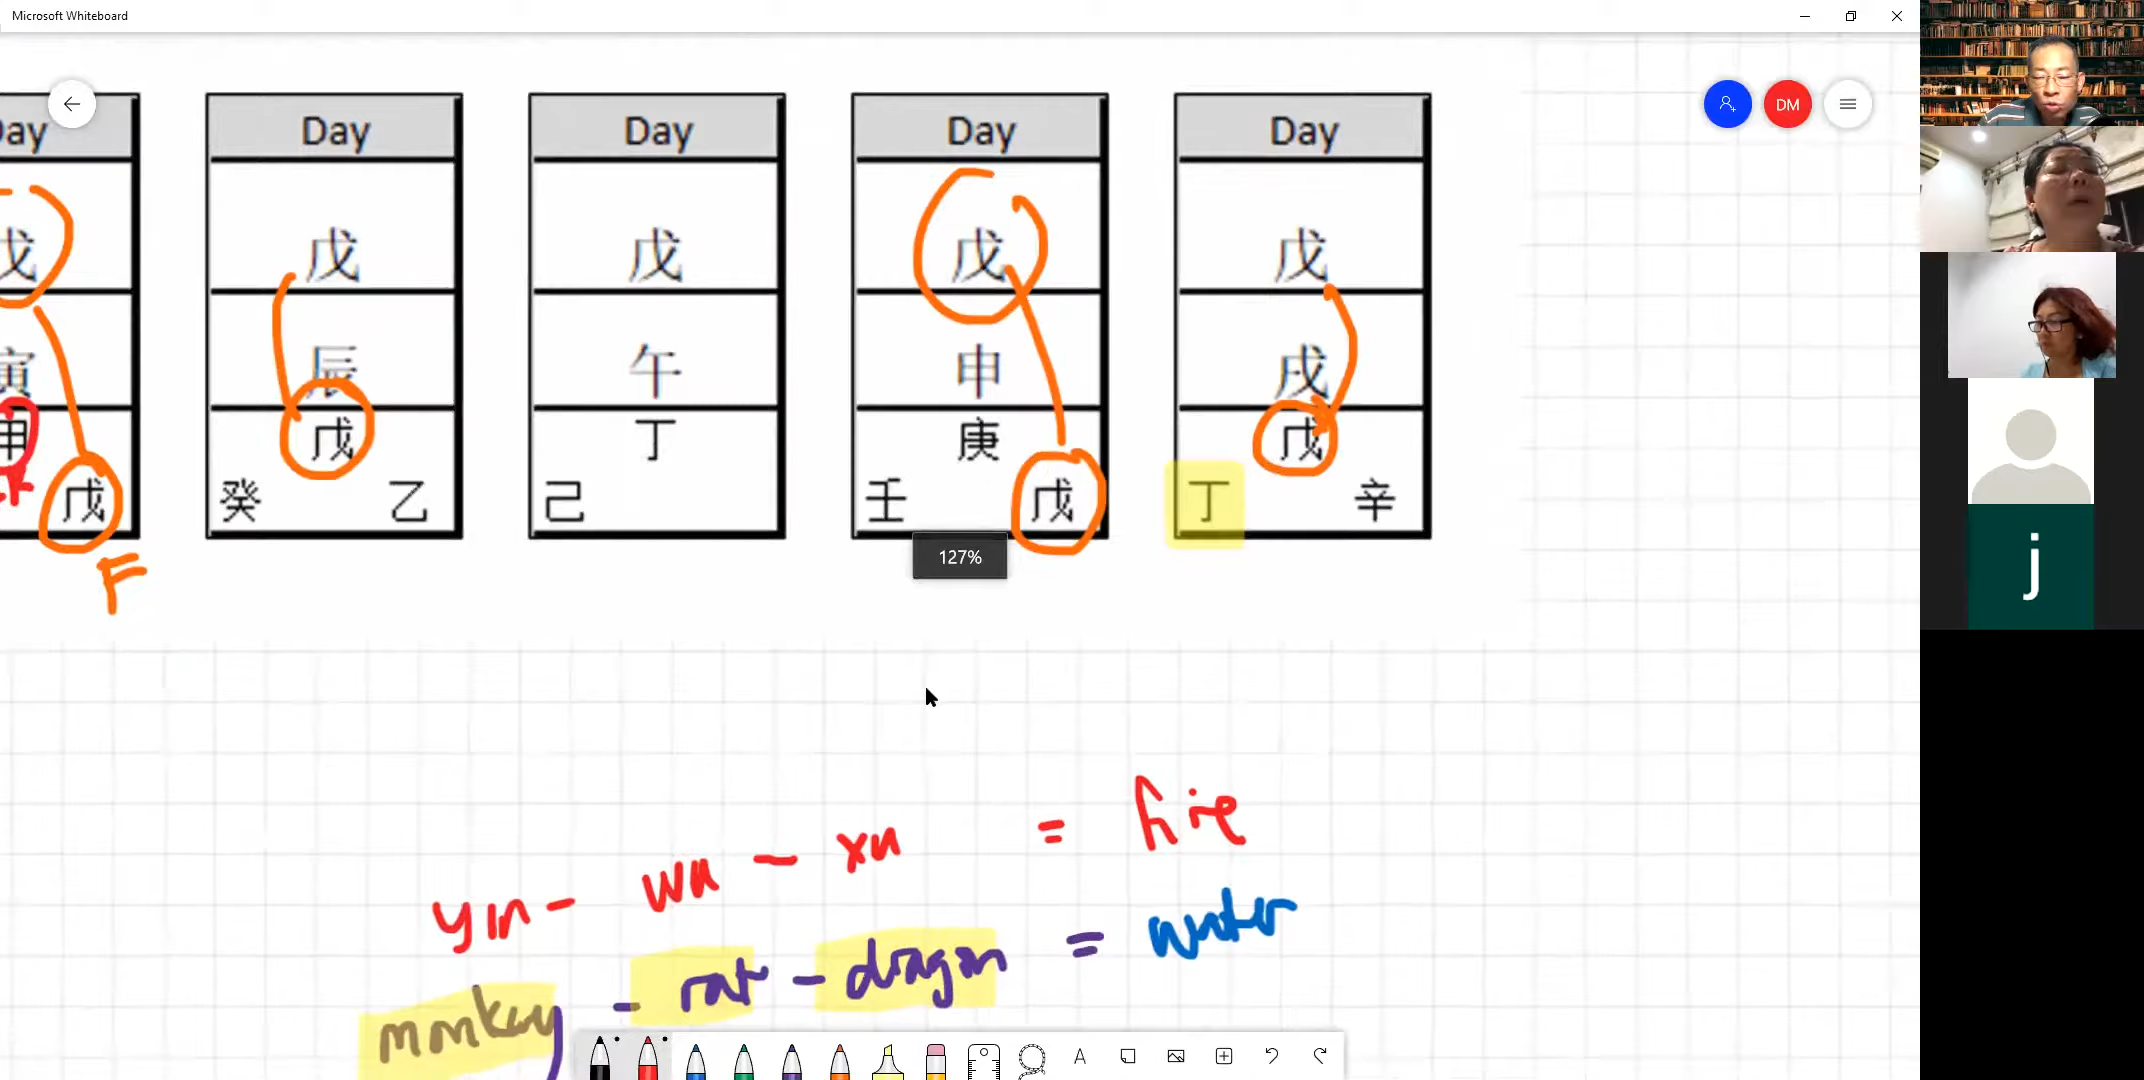 Microsoft Whiteboard
Day Day Day Day Day
戊 戊 戊 戊 戊
寅 辰 午 申 戌
甲 戊 丁 庚 戊
戊 癸 乙 己 壬 戊 丁 辛
F
127%
DM
j
yin - wu - xu = fire
monkey - rat - dragon = water
A